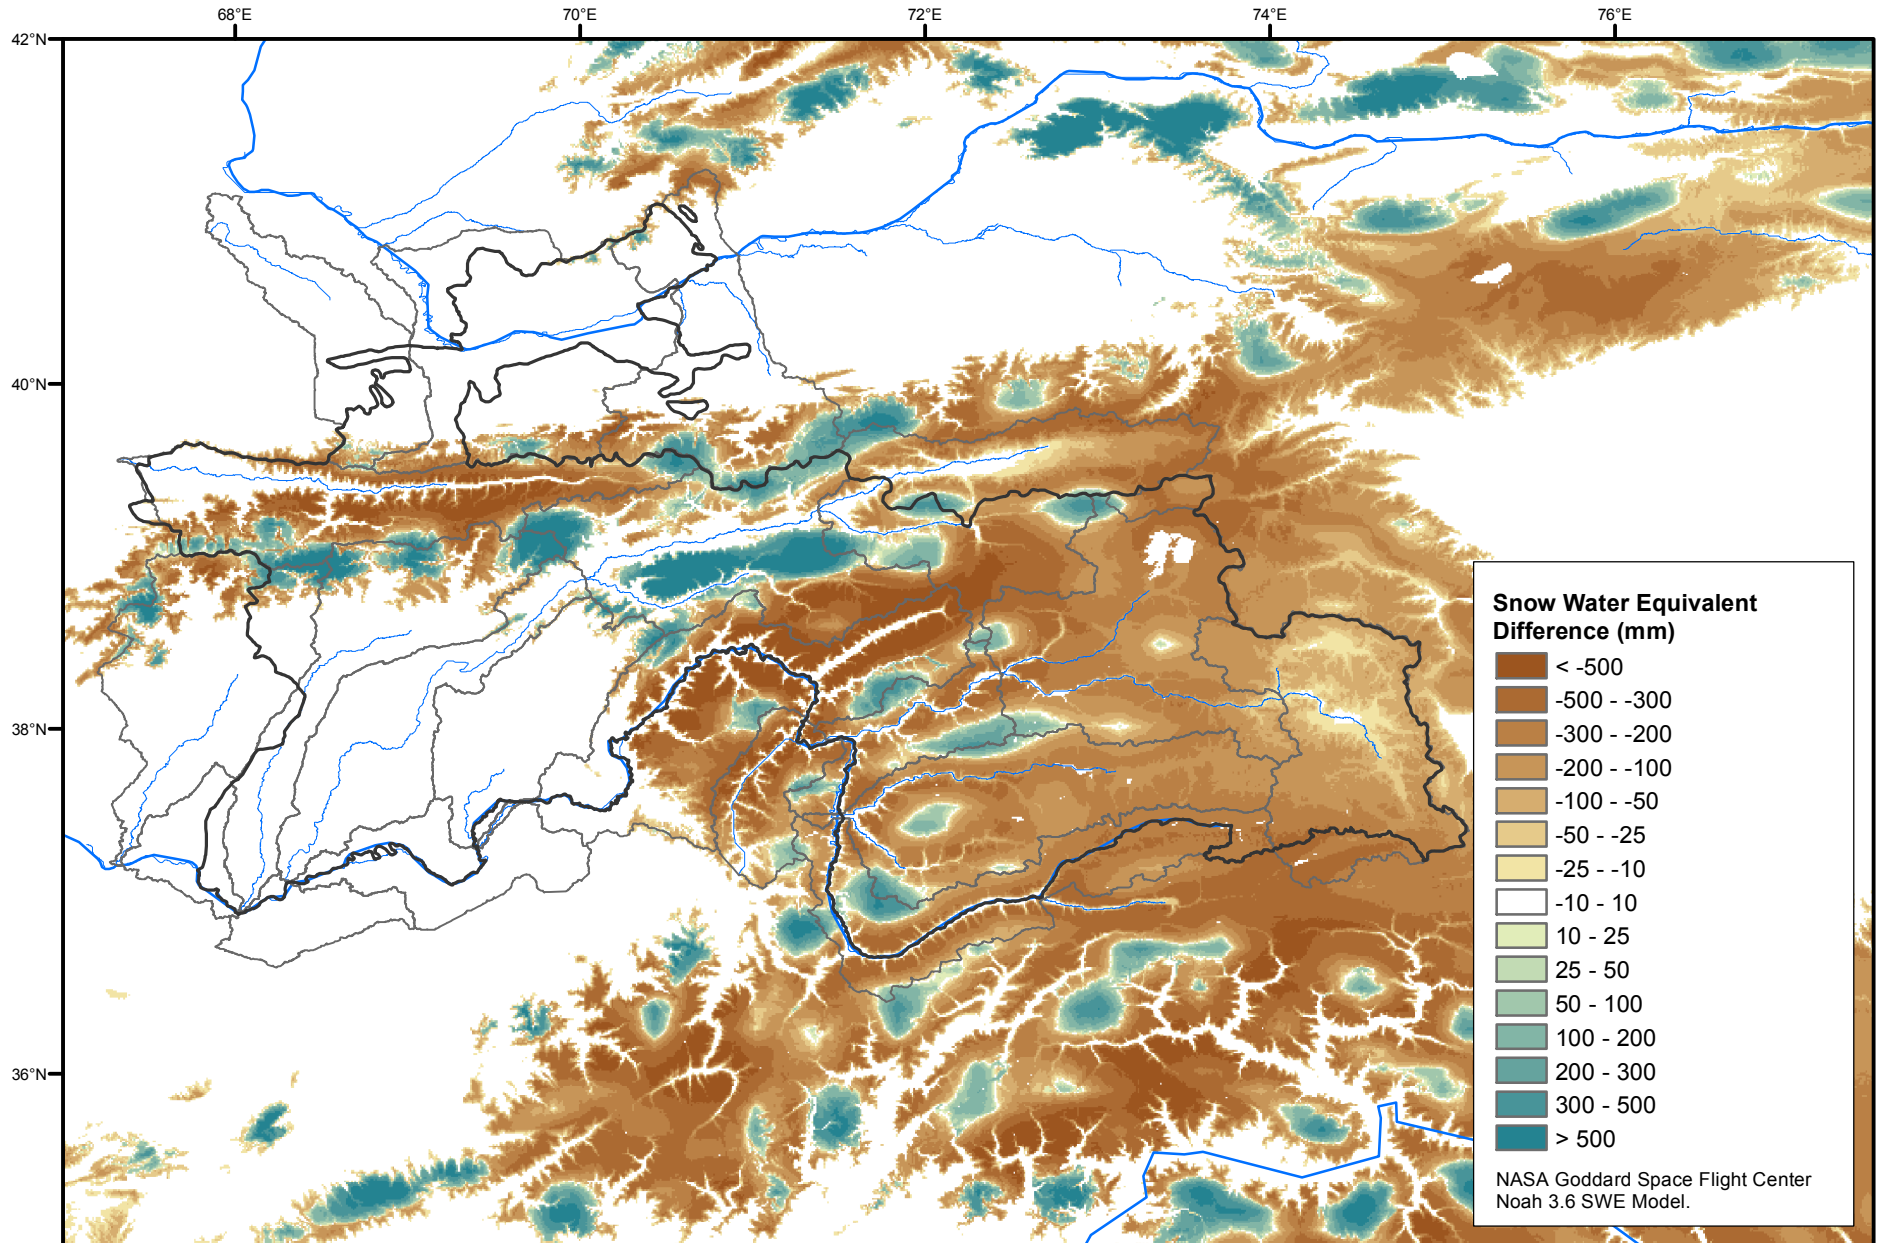 68°E
70°E
72°E
74°E
76°E
42°N
40°N
38°N
36°N
Snow Water Equivalent
Difference (mm)
< -500
-500 - -300
-300 - -200
-200 - -100
-100 - -50
-50 - -25
-25 - -10
-10 - 10
10 - 25
25 - 50
50 - 100
100 - 200
200 - 300
300 - 500
> 500
NASA Goddard Space Flight Center
Noah 3.6 SWE Model.